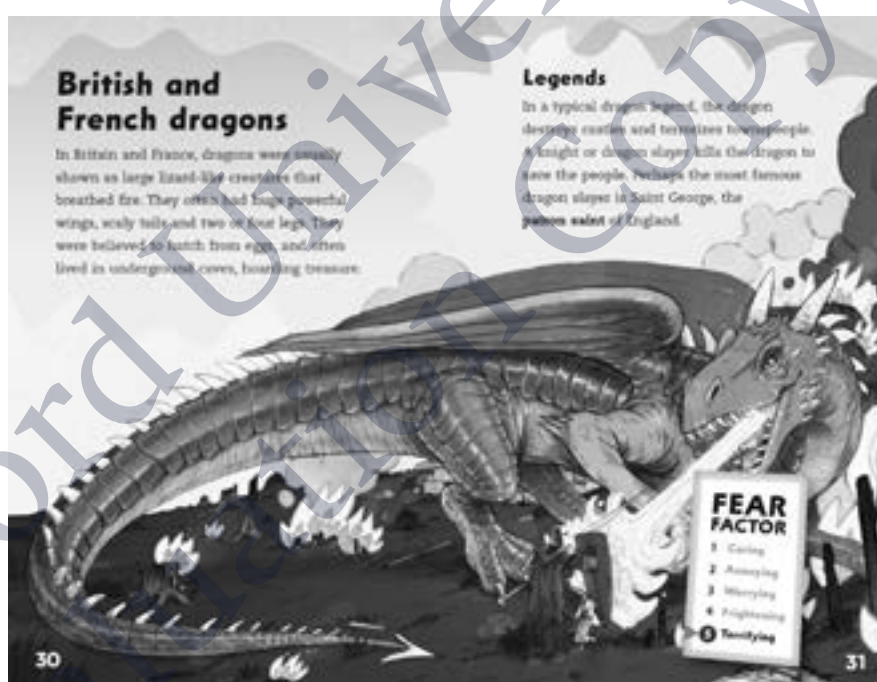 British and
French dragons
In Britain and France, dragons were usually
shown as large lizard-like creatures that
breathed fire. They often had huge powerful
wings, scaly tails and two or four legs. They
were believed to hatch from eggs, and often
lived in underground caves, hoarding treasure.
Legends
In a typical dragon legend, the dragon
destroys castles and terrorizes townspeople.
A knight or dragon slayer kills the dragon to
save the people. Perhaps the most famous
dragon slayer is Saint George, the
patron saint of England.
FEAR
FACTOR
1 Caring
2 Annoying
3 Worrying
4 Frightening
5 Terrifying
30
31